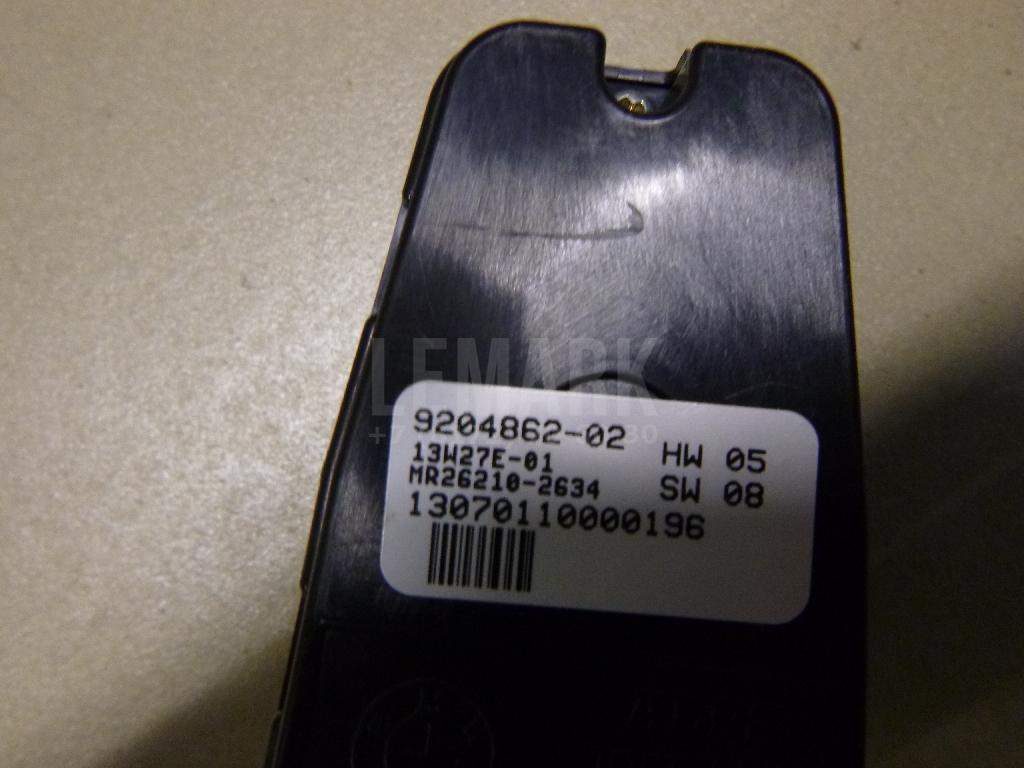 LEMARK
9204862-02 HW 05
13W27E-01
MR26210-2634 SW 08
13070110000196